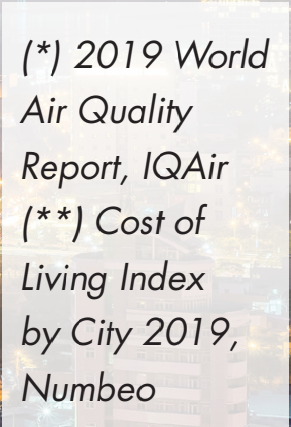 (*) 2019 World
Air Quality
Report, IQAir
(**) Cost of
Living Index
by City 2019,
Numbeo